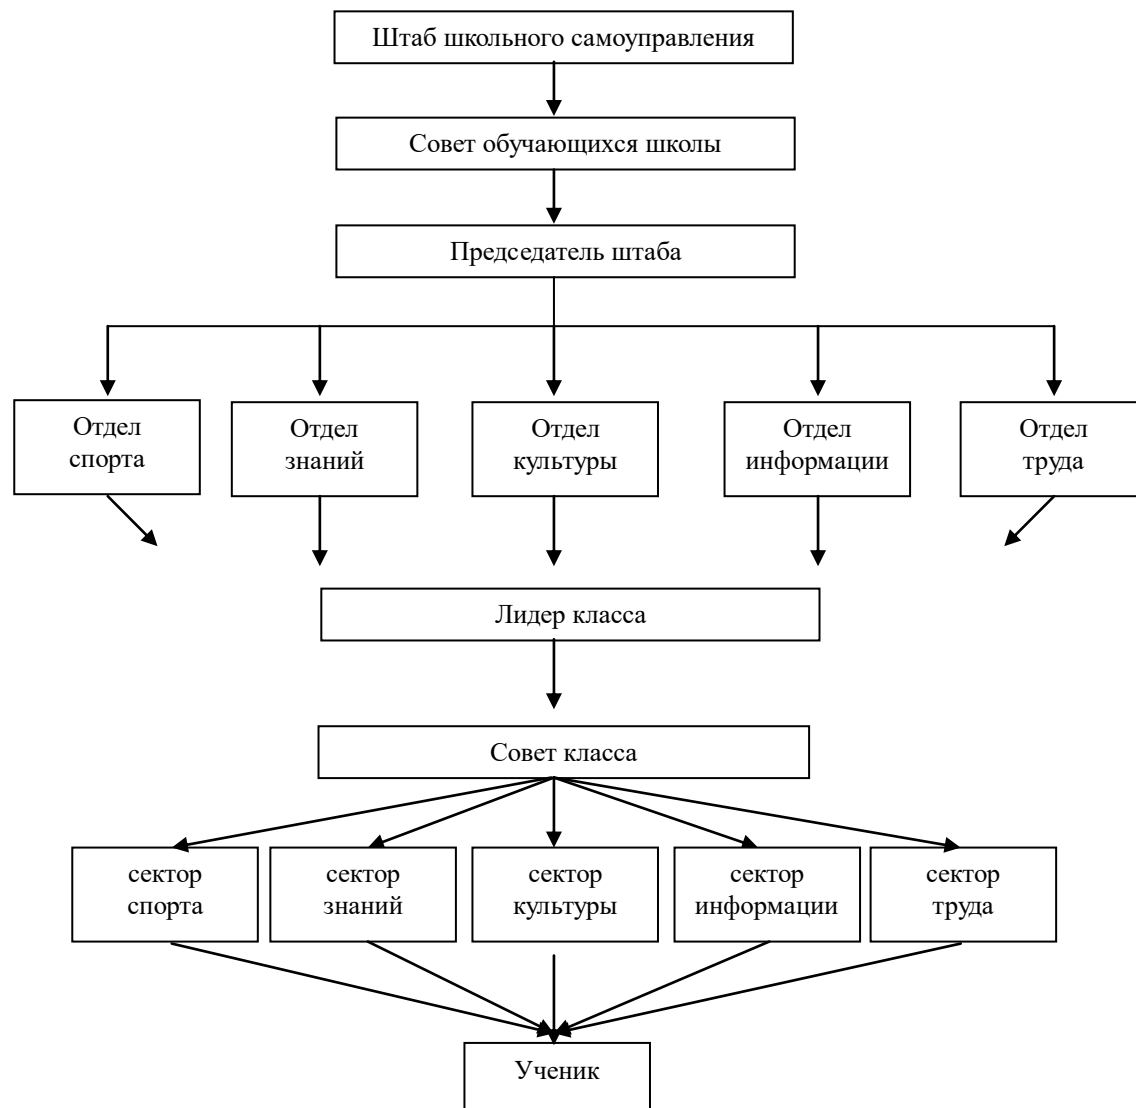 Штаб школьного самоуправления
Совет обучающихся школы
Председатель штаба
Отдел
спорта
Отдел
знаний
Отдел
культуры
Отдел
информации
Отдел
труда
Лидер класса
Совет класса
сектор
спорта
сектор
знаний
сектор
культуры
сектор
информации
сектор
труда
Ученик